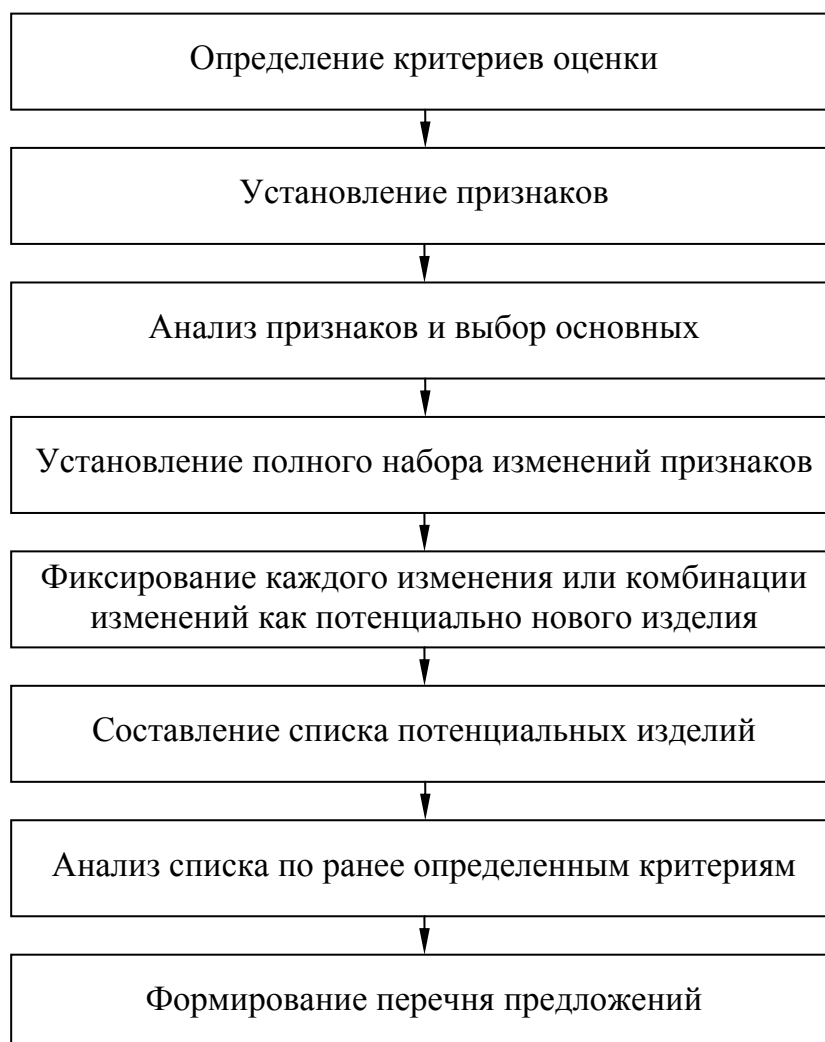 Определение критериев оценки
Установление признаков
Анализ признаков и выбор основных
Установление полного набора изменений признаков
Фиксирование каждого изменения или комбинации
изменений как потенциально нового изделия
Составление списка потенциальных изделий
Анализ списка по ранее определенным критериям
Формирование перечня предложений